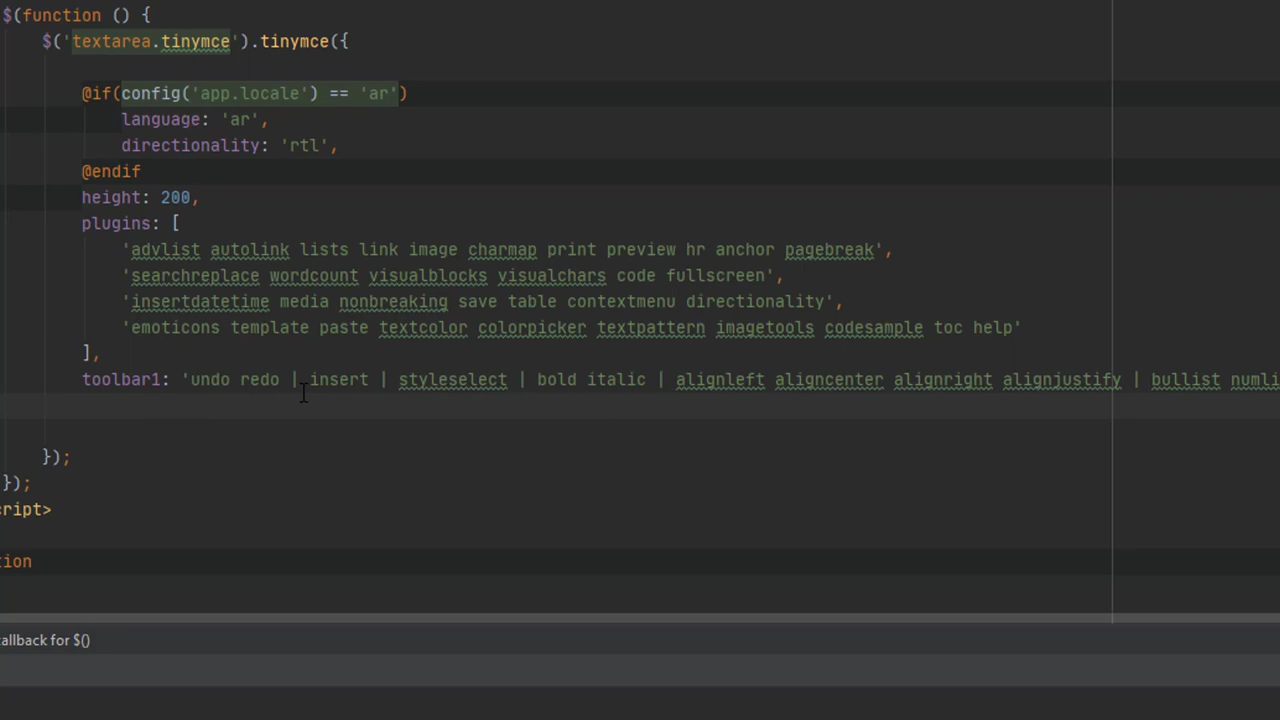 $(function () {
$('textarea.tinymce').tinymce({
@if(config('app.locale') == 'ar')
language: 'ar',
directionality: 'rtl',
@endif
height: 200,
plugins: [
'advlist autolink lists link image charmap print preview hr anchor pagebreak',
'searchreplace wordcount visualblocks visualchars code fullscreen',
'insertdatetime media nonbreaking save table contextmenu directionality',
'emoticons template paste textcolor colorpicker textpattern imagetools codesample toc help'
],
toolbar1: 'undo redo | insert | styleselect | bold italic | alignleft aligncenter alignright alignjustify | bullist numli
});
});
cript>
tion
allback for $()